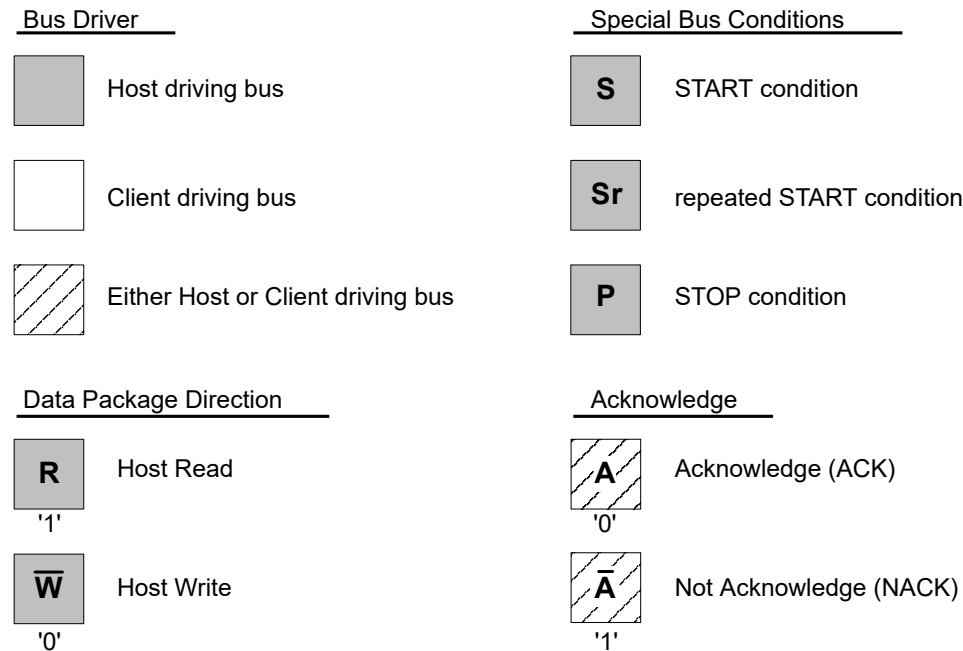 Bus Driver
Host driving bus
Client driving bus
Either Host or Client driving bus
Special Bus Conditions
S START condition
Sr repeated START condition
P STOP condition
Data Package Direction
R Host Read
'1'
W̅ Host Write
'0'
Acknowledge
A Acknowledge (ACK)
'0'
A̅ Not Acknowledge (NACK)
'1'